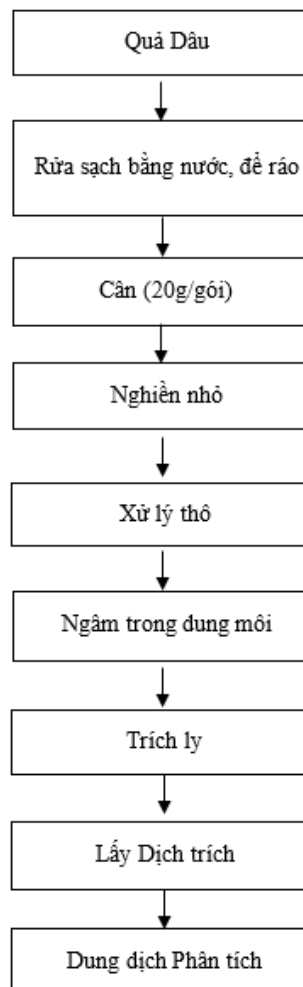 Quả Dâu
Rửa sạch bằng nước, để ráo
Cân (20g/gói)
Nghiền nhỏ
Xử lý thô
Ngâm trong dung môi
Trích ly
Lấy Dịch trích
Dung dịch Phân tích